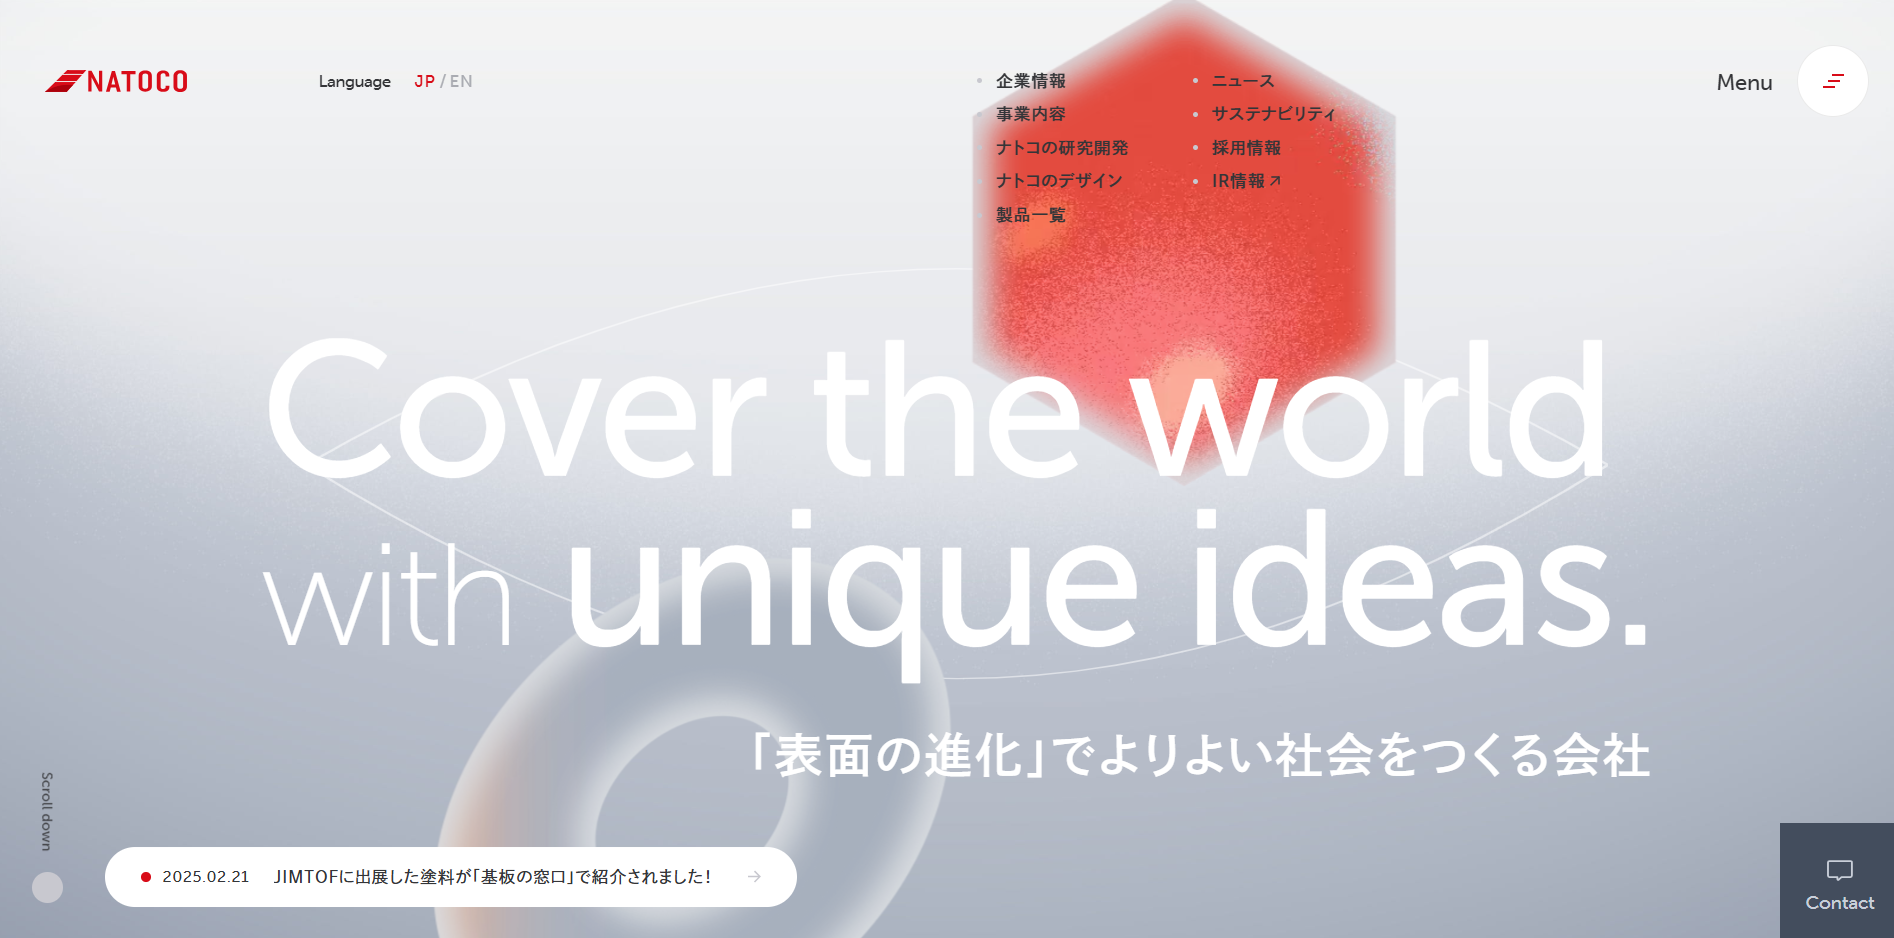 NATOCO
Language JP / EN
企業情報
事業内容
ナトコの研究開発
ナトコのデザイン
製品一覧
ニュース
サステナビリティ
採用情報
IR情報
Menu
Cover the world
with unique ideas.
「表面の進化」でよりよい社会をつくる会社
Scroll down
2025.02.21 JIMTOFに出展した塗料が「基板の窓口」で紹介されました!
Contact